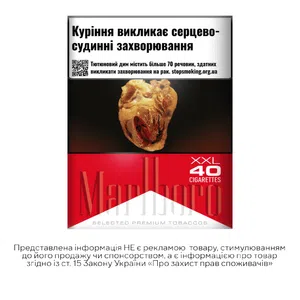 Куріння викликає серцево-
судинні захворювання
Тютюновий дим містить більше 70 речовин, здатних
викликати захворювання на рак. stopsmoking.org.ua
XXL
40
CIGARETTES
Marlboro
SELECTED PREMIUM TOBACCOS
Представлена інформація НЕ є рекламою товару, стимулюванням
до його продажу чи спонсорством, а є інформацією про товар
згідно із ст. 15 Закону України «Про захист прав споживачів»